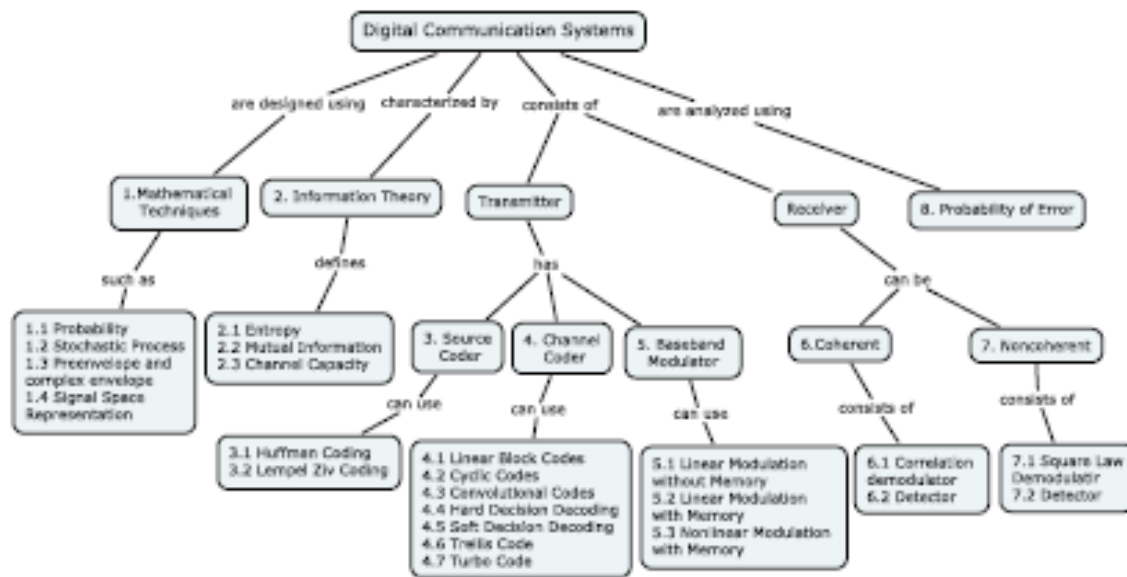 Digital Communication Systems
are designed using
characterized by
consists of
are analyzed using
1.Mathematical
Techniques
2. Information Theory
Transmitter
Receiver
8. Probability of Error
such as
defines
has
can be
1.1 Probability
1.2 Stochastic Process
1.3 Preenvelope and
complex envelope
1.4 Signal Space
Representation
2.1 Entropy
2.2 Mutual Information
2.3 Channel Capacity
3. Source
Coder
4. Channel
Coder
5. Baseband
Modulator
6.Coherent
7. Noncoherent
can use
can use
can use
consists of
consists of
3.1 Huffman Coding
3.2 Lempel Ziv Coding
4.1 Linear Block Codes
4.2 Cyclic Codes
4.3 Convolutional Codes
4.4 Hard Decision Decoding
4.5 Soft Decision Decoding
4.6 Trellis Code
4.7 Turbo Code
5.1 Linear Modulation
without Memory
5.2 Linear Modulation
with Memory
5.3 Nonlinear Modulation
with Memory
6.1 Correlation
demodulator
6.2 Detector
7.1 Square Law
Demodulatir
7.2 Detector